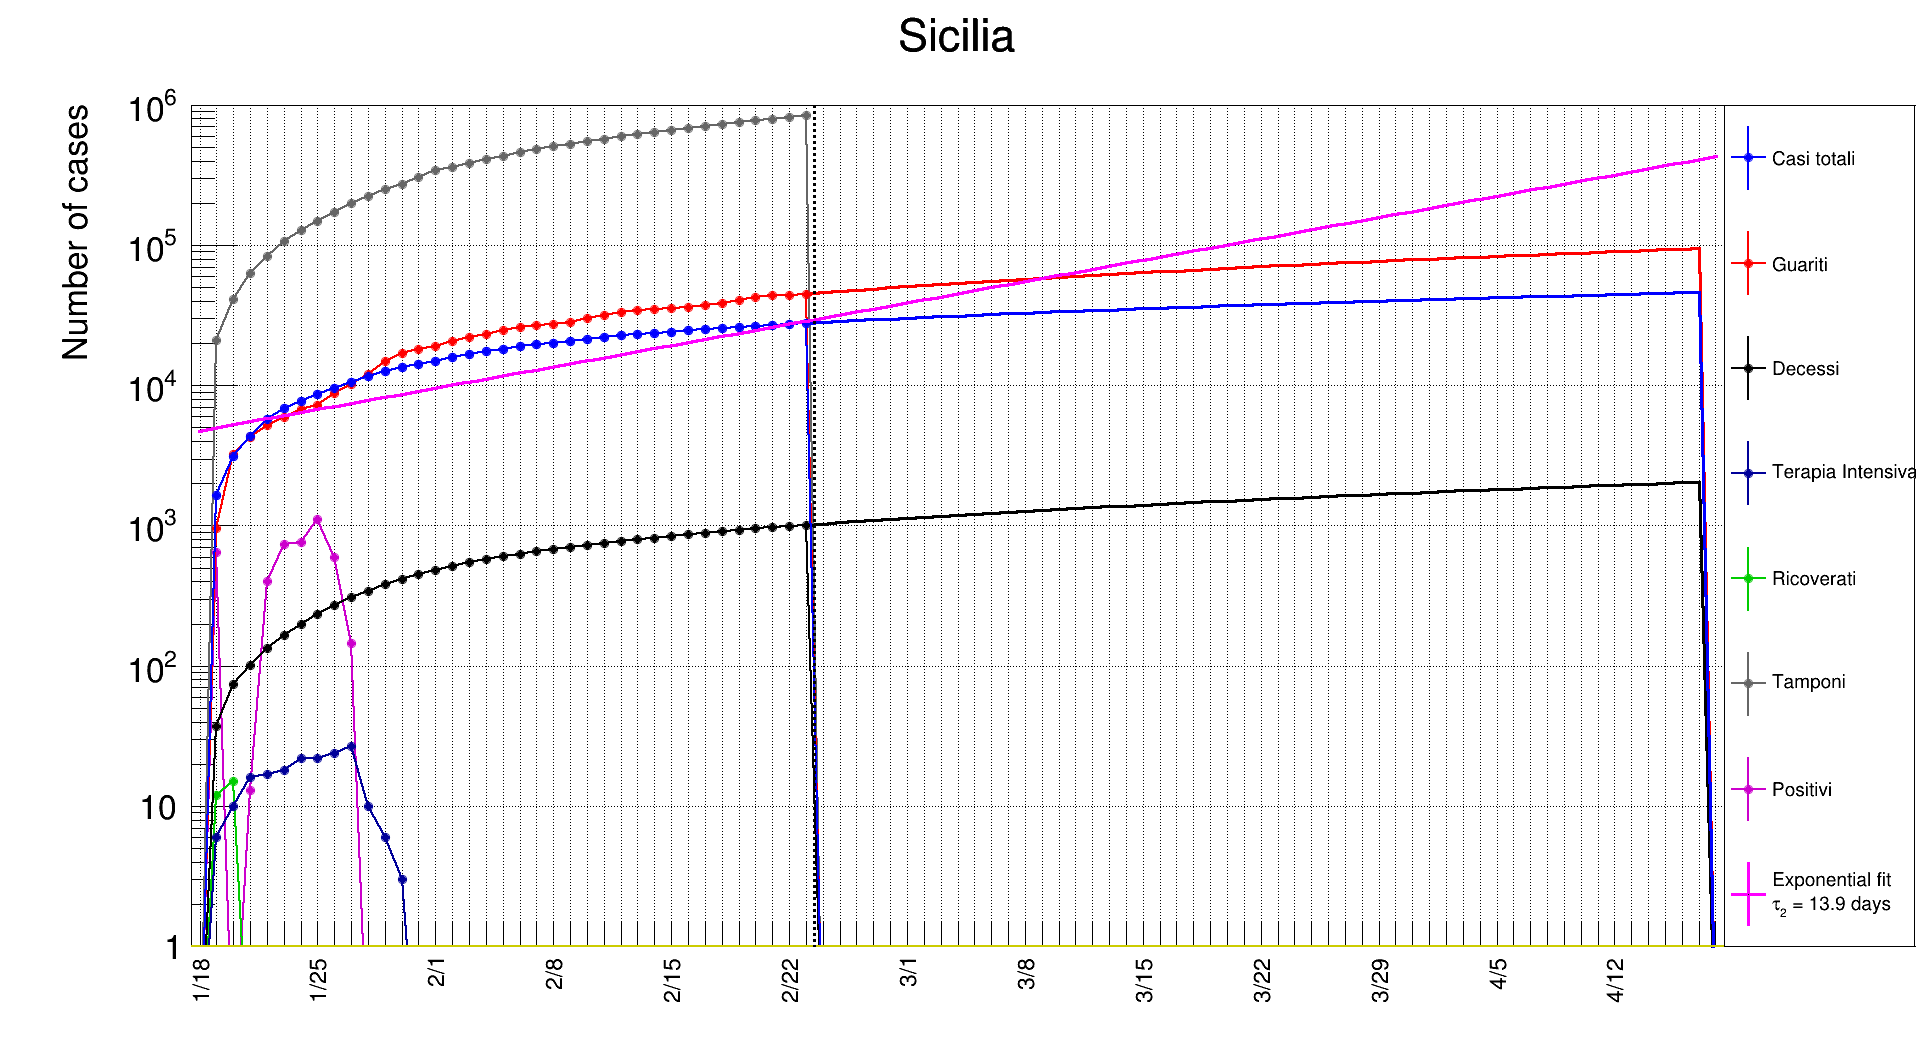 Sicilia
Number of cases
10^6
10^5
10^4
10^3
10^2
10
1
1/18 1/25 2/1 2/8 2/15 2/22 3/1 3/8 3/15 3/22 3/29 4/5 4/12
Casi totali
Guariti
Decessi
Terapia Intensiva
Ricoverati
Tamponi
Positivi
Exponential fit
τ₂ = 13.9 days